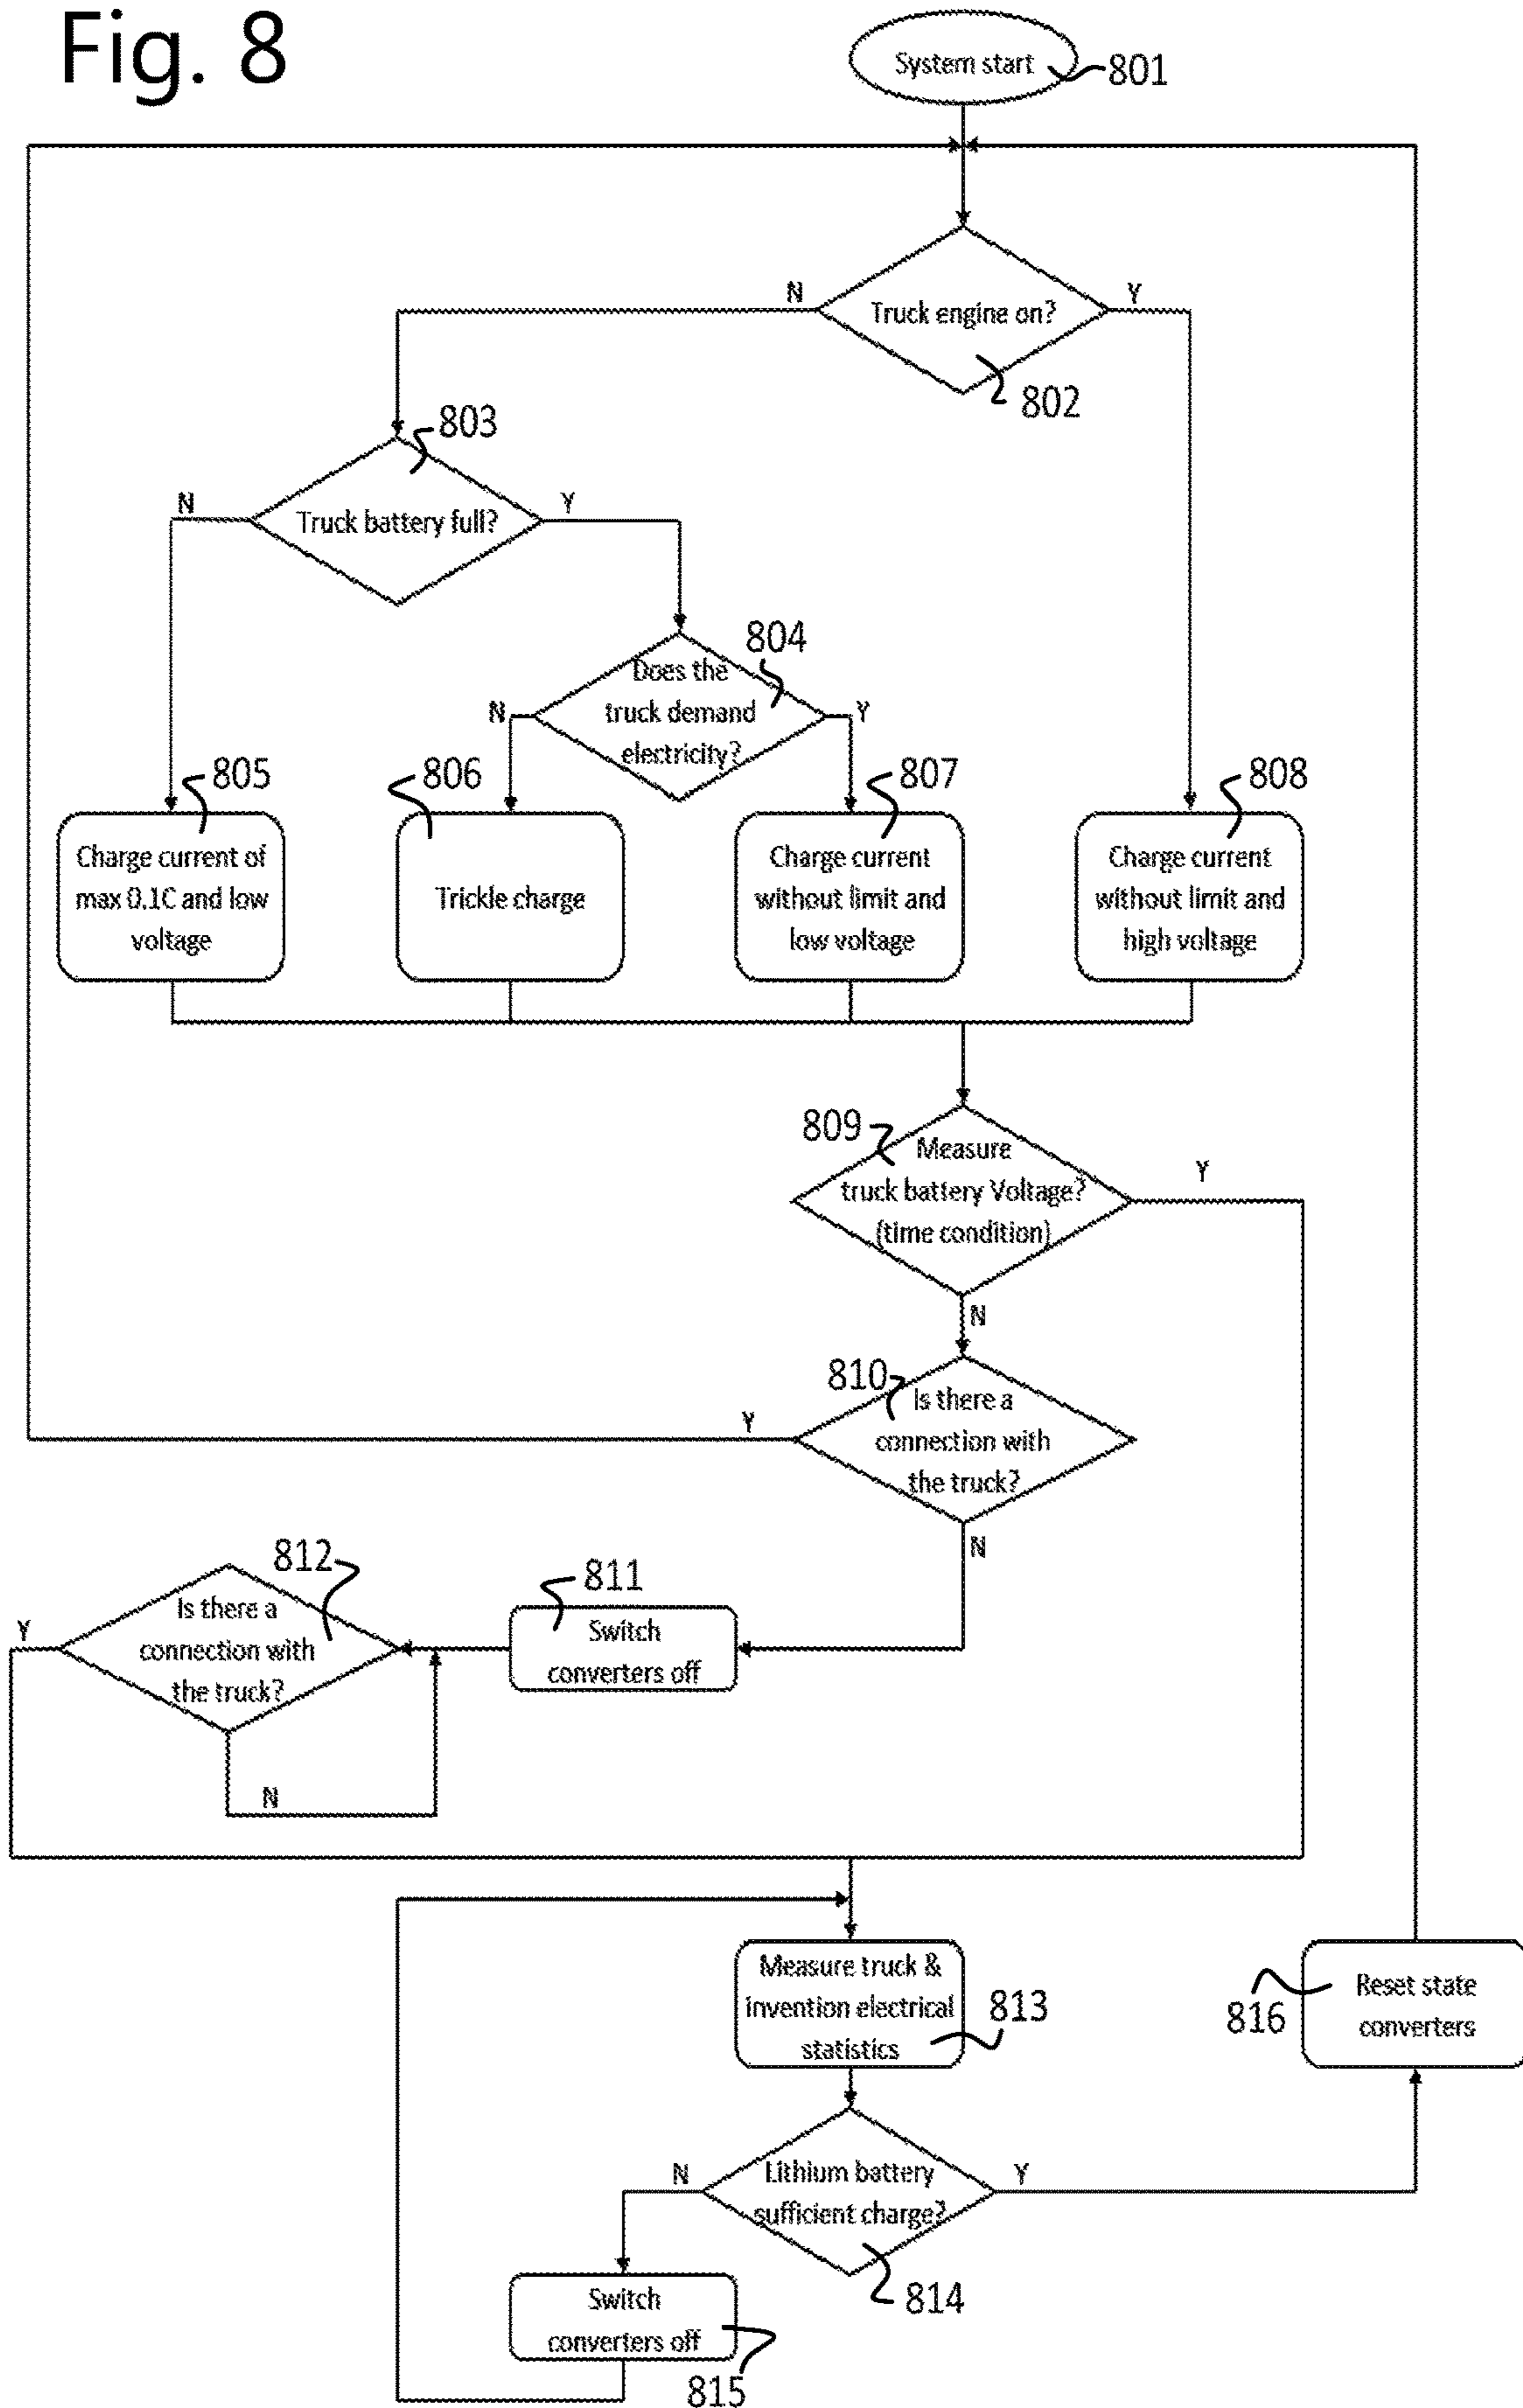 Fig. 8
System start
801
N
Y
Truck engine on?
802
803
N
Y
Truck battery full?
804
Does the
truck demand
electricity?
N
Y
805
806
807
808
Charge current of
max 0.1C and low
voltage
Trickle charge
Charge current
without limit and
low voltage
Charge current
without limit and
high voltage
809
Measure
truck battery Voltage?
(time condition)
Y
N
810
Is there a
connection with
the truck?
Y
N
812
Is there a
connection with
the truck?
Y
N
811
Switch
converters off
Measure truck &
invention electrical
statistics
813
816
Reset state
converters
N
Y
Lithium battery
sufficient charge?
814
Switch
converters off
815